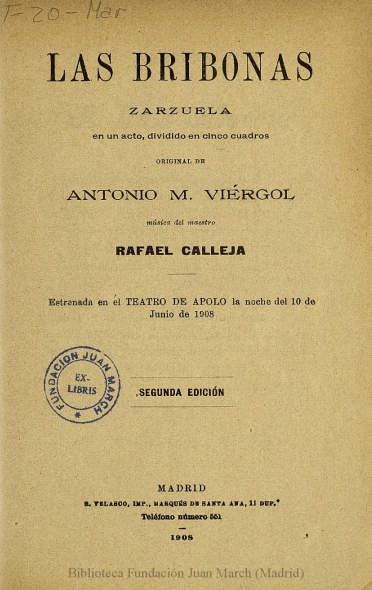 F-20-Mar
LAS BRIBONAS
ZARZUELA
en un acto, dividido en cinco cuadros
ORIGINAL DE
ANTONIO M. VIÉRGOL
música del maestro
RAFAEL CALLEJA
Estrenada en el TEATRO DE APOLO la noche del 10 de
Junio de 1908
FUNDACION JUAN MARCH
EX-
LIBRIS
SEGUNDA EDICIÓN
MADRID
R. VELASCO, IMP., MARQUÉS DE SANTA ANA, 11 DUP.º
Teléfono número 551
1908
Biblioteca Fundación Juan March (Madrid)